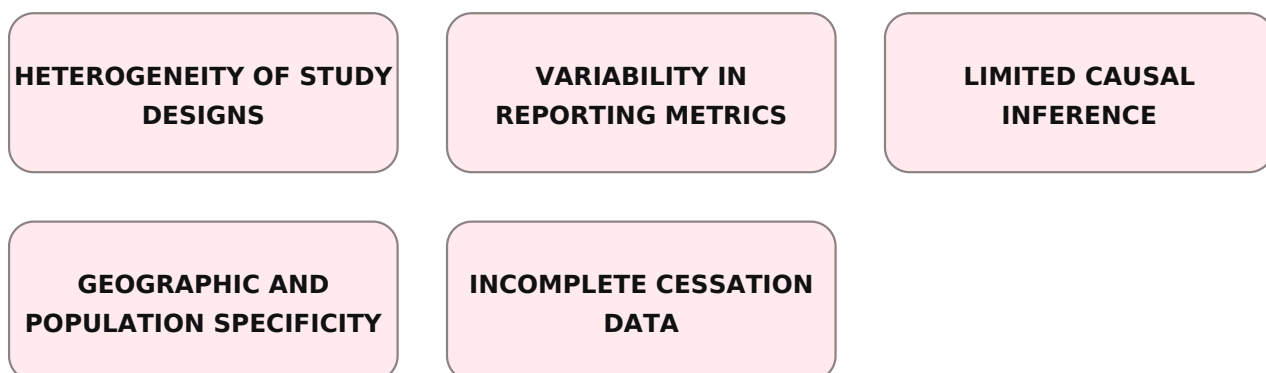 HETEROGENEITY OF STUDY
DESIGNS
VARIABILITY IN
REPORTING METRICS
LIMITED CAUSAL
INFERENCE
GEOGRAPHIC AND
POPULATION SPECIFICITY
INCOMPLETE CESSATION
DATA